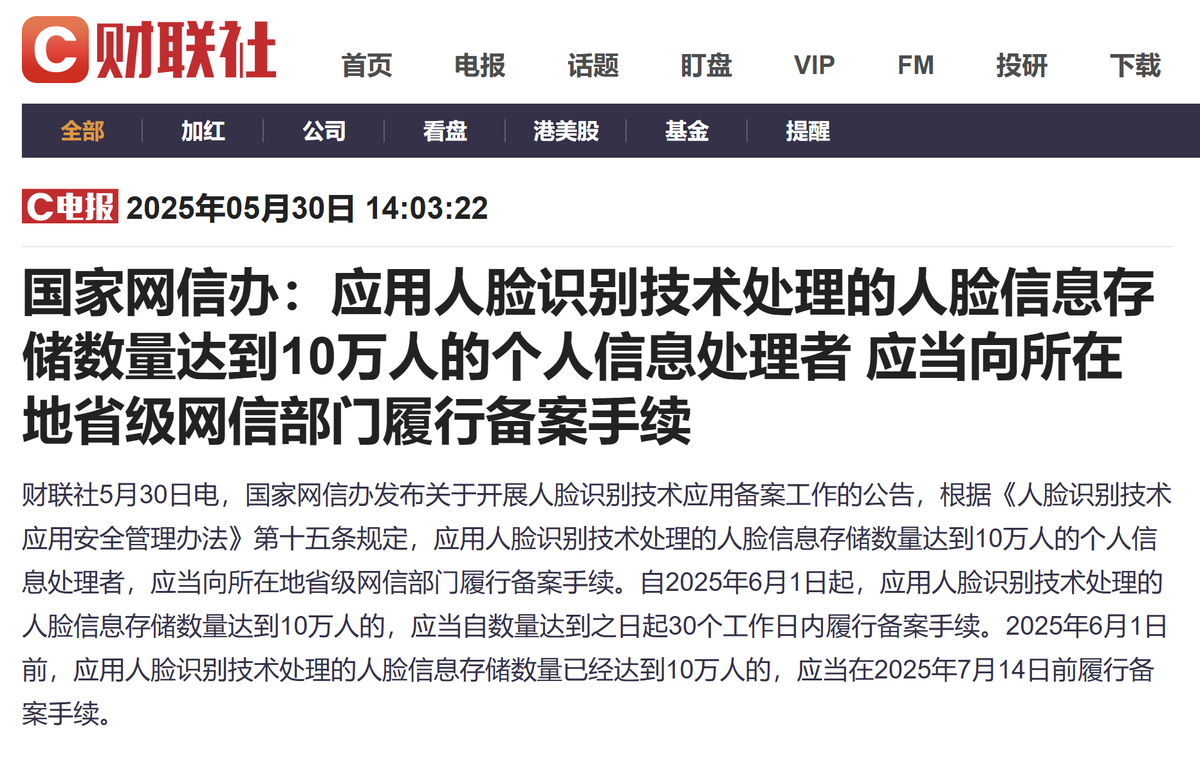 C 财联社
首页 电报 话题 盯盘 VIP FM 投研 下载
全部 加红 公司 看盘 港美股 基金 提醒
C电报 2025年05月30日 14:03:22
国家网信办：应用人脸识别技术处理的人脸信息存
储数量达到10万人的个人信息处理者 应当向所在
地省级网信部门履行备案手续
财联社5月30日电，国家网信办发布关于开展人脸识别技术应用备案工作的公告，根据《人脸识别技术
应用安全管理办法》第十五条规定，应用人脸识别技术处理的人脸信息存储数量达到10万人的个人信
息处理者，应当向所在地省级网信部门履行备案手续。自2025年6月1日起，应用人脸识别技术处理的
人脸信息存储数量达到10万人的，应当自数量达到之日起30个工作日内履行备案手续。2025年6月1日
前，应用人脸识别技术处理的人脸信息存储数量已经达到10万人的，应当在2025年7月14日前履行备
案手续。